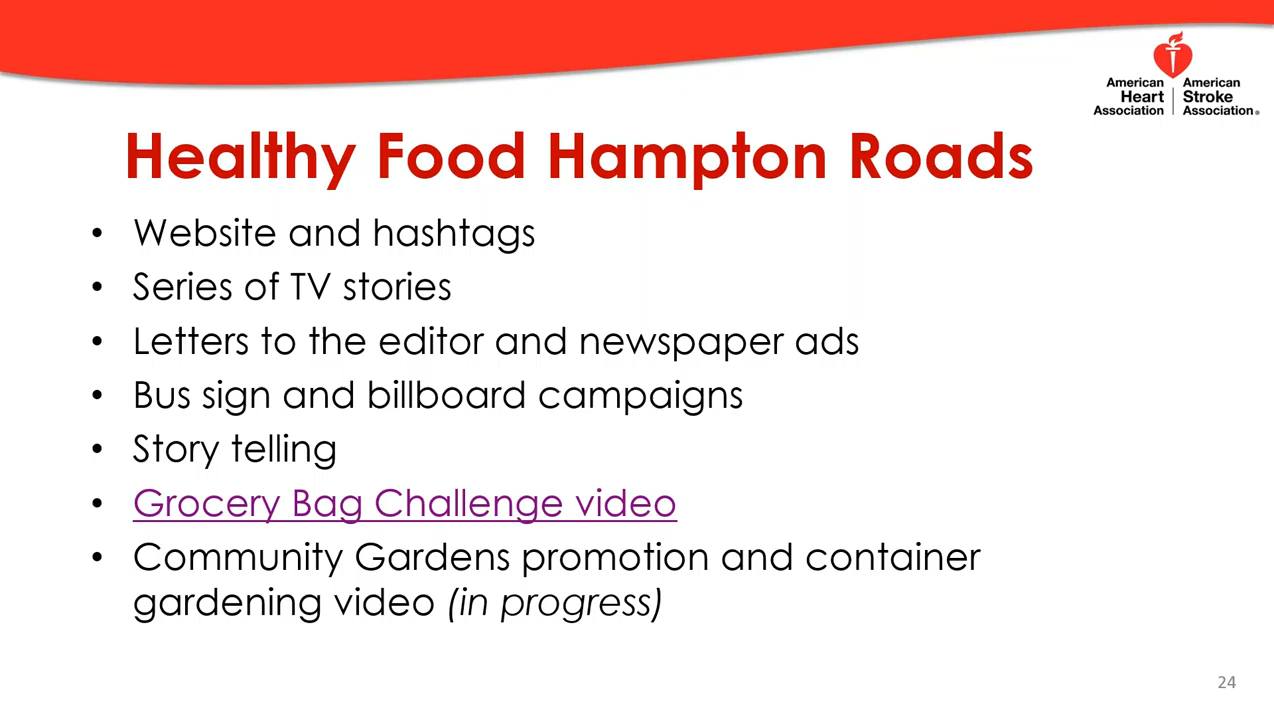 American Heart Association
American Stroke Association®
Healthy Food Hampton Roads
• Website and hashtags
• Series of TV stories
• Letters to the editor and newspaper ads
• Bus sign and billboard campaigns
• Story telling
• Grocery Bag Challenge video
• Community Gardens promotion and container
gardening video (in progress)
24